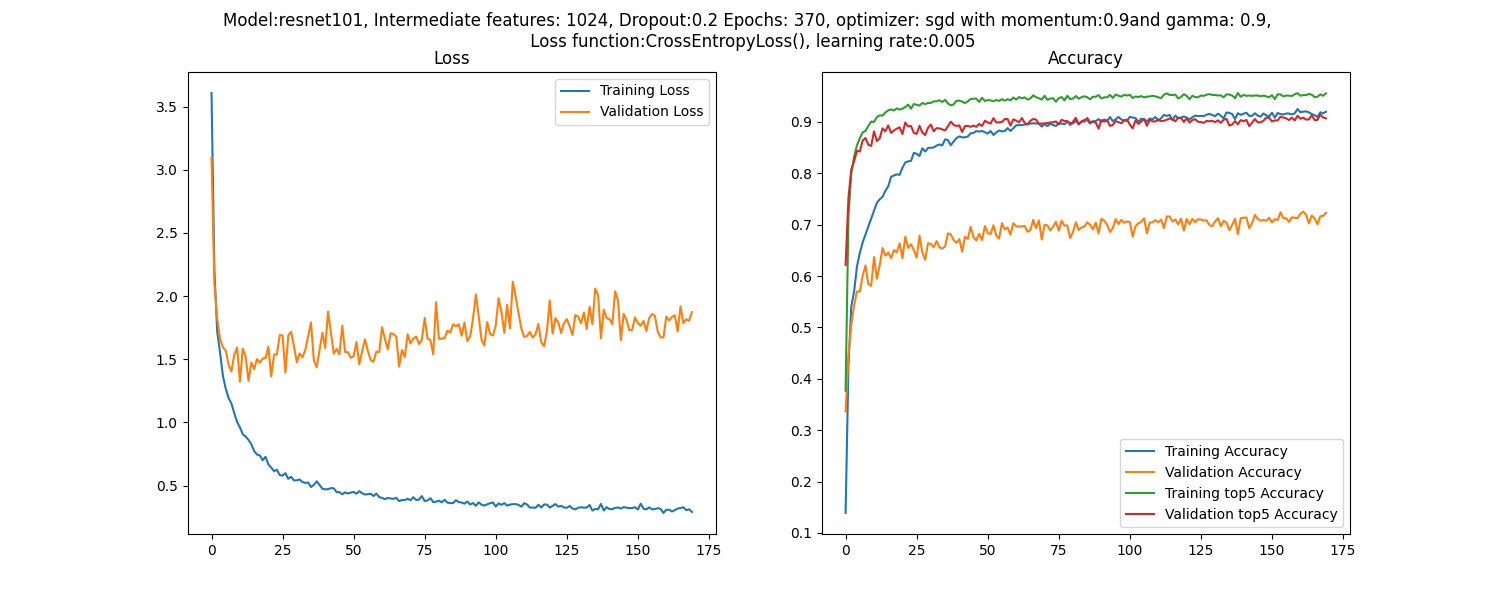 Model:resnet101, Intermediate features: 1024, Dropout:0.2 Epochs: 370, optimizer: sgd with momentum:0.9and gamma: 0.9,
Loss function:CrossEntropyLoss(), learning rate:0.005
Loss
Training Loss
Validation Loss
3.5
3.0
2.5
2.0
1.5
1.0
0.5
0 25 50 75 100 125 150 175
Accuracy
0.9
0.8
0.7
0.6
0.5
0.4
0.3
0.2
0.1
Training Accuracy
Validation Accuracy
Training top5 Accuracy
Validation top5 Accuracy
0 25 50 75 100 125 150 175